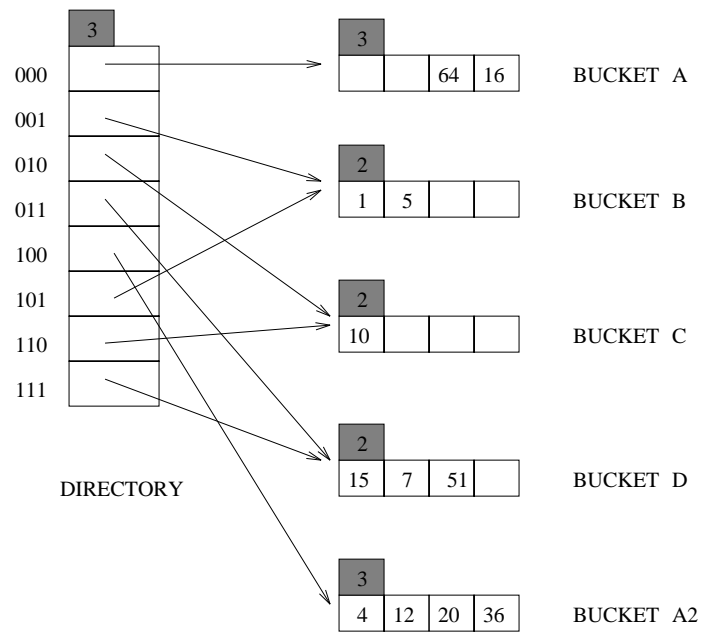 3
3
000
64 16 BUCKET A
001
010
2
011
1 5 BUCKET B
100
101
2
110
10 BUCKET C
111
2
DIRECTORY
15 7 51 BUCKET D
3
4 12 20 36 BUCKET A2